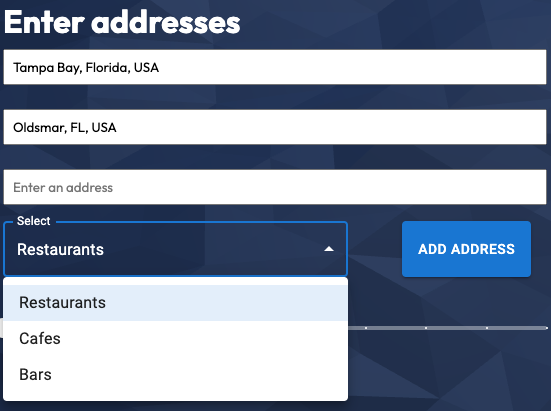 Enter addresses
Tampa Bay, Florida, USA
Oldsmar, FL, USA
Enter an address
Select
Restaurants
ADD ADDRESS
Restaurants
Cafes
Bars